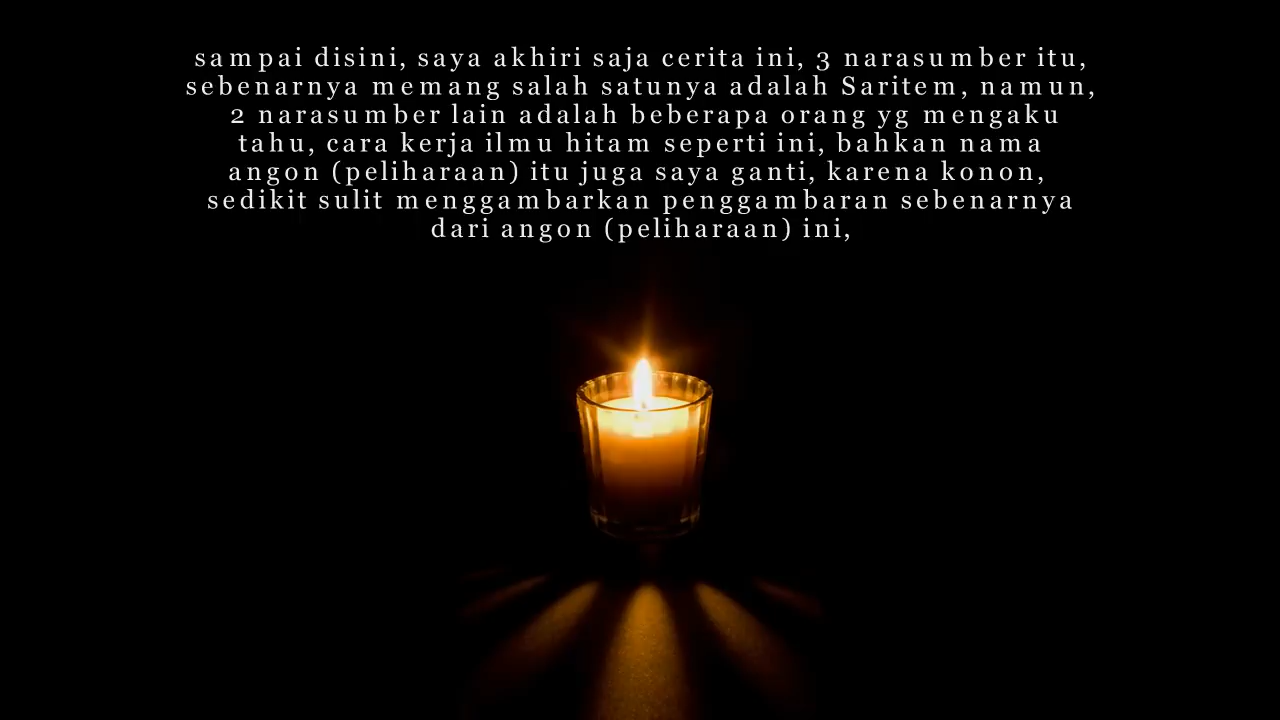 sampai disini, saya akhiri saja cerita ini, 3 narasumber itu,
sebenarnya memang salah satunya adalah Saritem, namun,
2 narasumber lain adalah beberapa orang yg mengaku
tahu, cara kerja ilmu hitam seperti ini, bahkan nama
angon (peliharaan) itu juga saya ganti, karena konon,
sedikit sulit menggambarkan penggambaran sebenarnya
dari angon (peliharaan) ini,